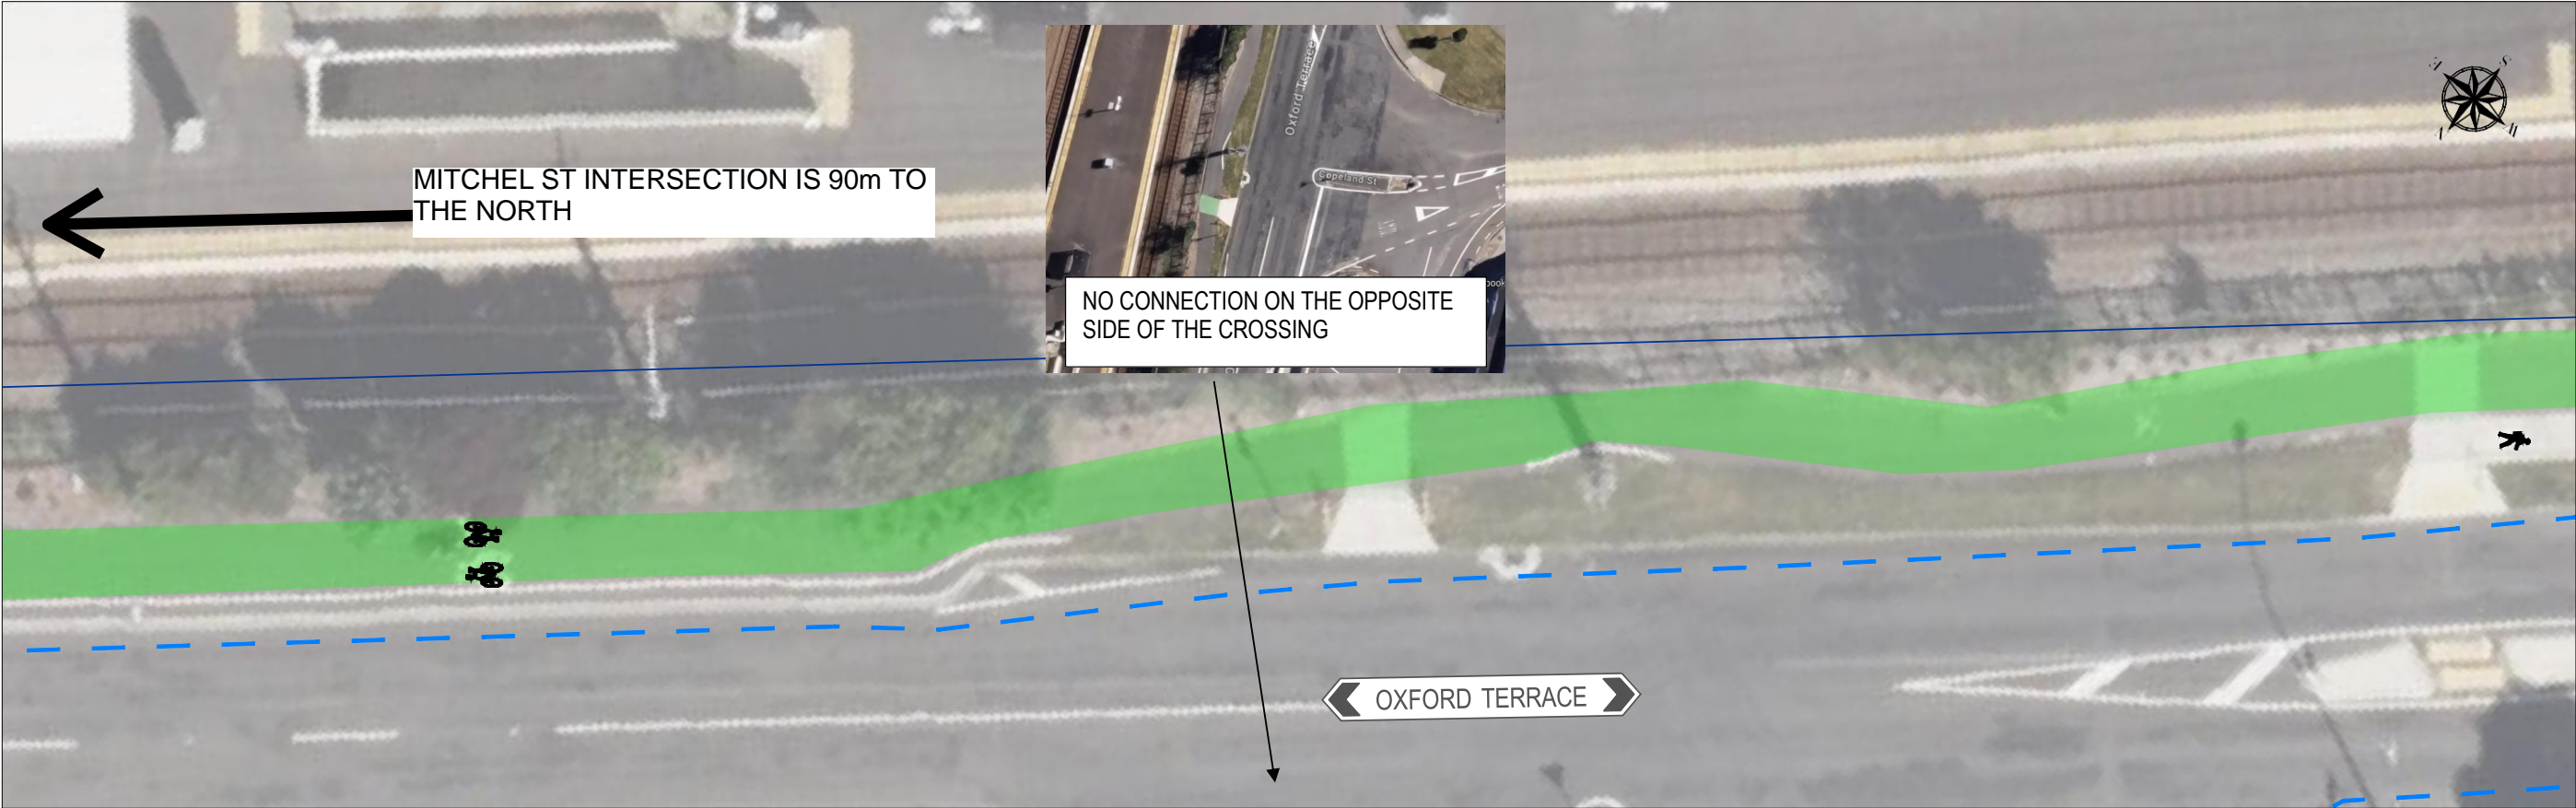 Oxford Terrace
Copeland St
MITCHEL ST INTERSECTION IS 90m TO
THE NORTH
NO CONNECTION ON THE OPPOSITE
SIDE OF THE CROSSING
OXFORD TERRACE